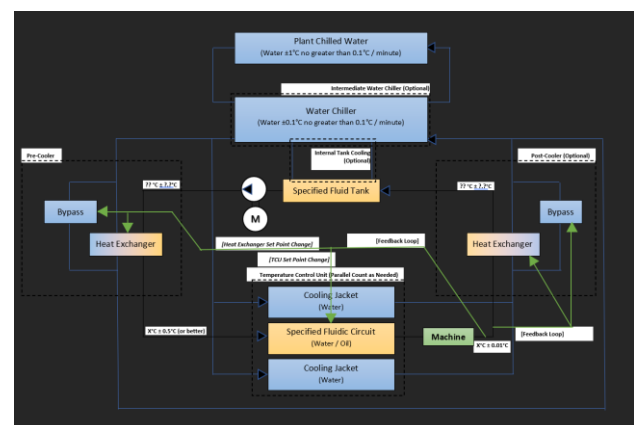 Plant Chilled Water
(Water ±1°C no greater than 0.1°C / minute)
Intermediate Water Chiller (Optional)
Water Chiller
(Water ±0.1°C no greater than 0.1°C / minute)
Pre-Cooler
Internal Tank Cooling
(Optional)
Post-Cooler (Optional)
?? °C ±?.?°C
Specified Fluid Tank
?? °C ±?.?°C
Bypass
M
Bypass
Heat Exchanger
[Heat Exchanger Set Point Change]
[Feedback Loop]
Heat Exchanger
[TCU Set Point Change]
Temperature Control Unit (Parallel Count as Needed)
Cooling Jacket
(Water)
X°C ± 0.5°C (or better)
Specified Fluidic Circuit
(Water / Oil)
Machine
[Feedback Loop]
X°C ± 0.01°C
Cooling Jacket
(Water)